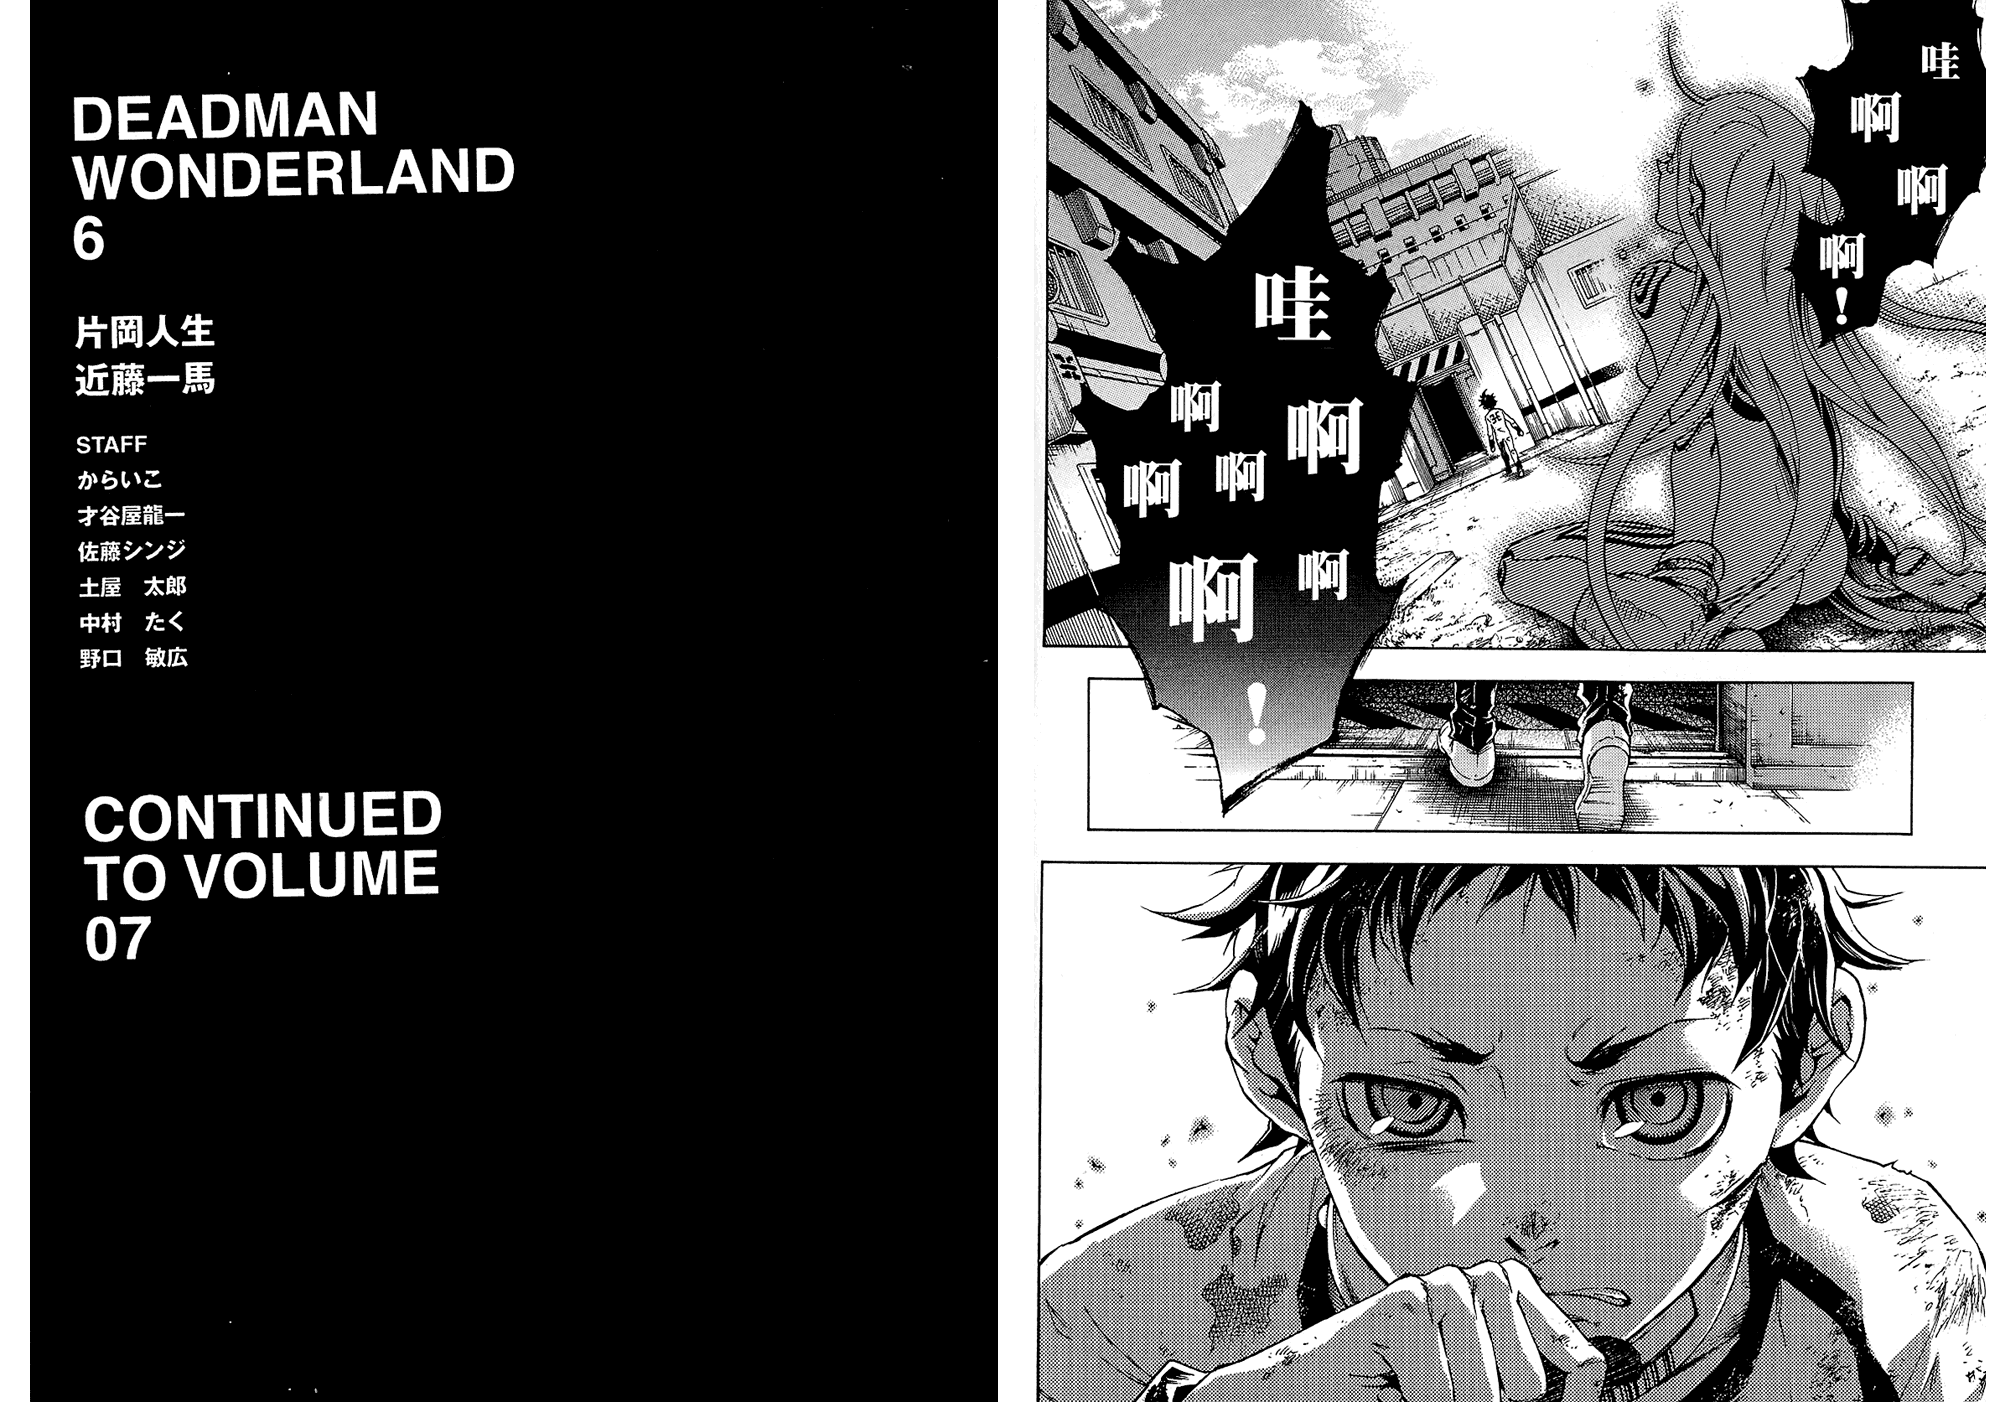 哇啊啊啊!
哇啊啊啊啊啊啊!
DEADMAN
WONDERLAND
6
片岡人生
近藤一馬
STAFF
からいこ
才谷屋龍一
佐藤シンジ
土屋　太郎
中村　たく
野口　敏広
CONTINUED
TO VOLUME
07